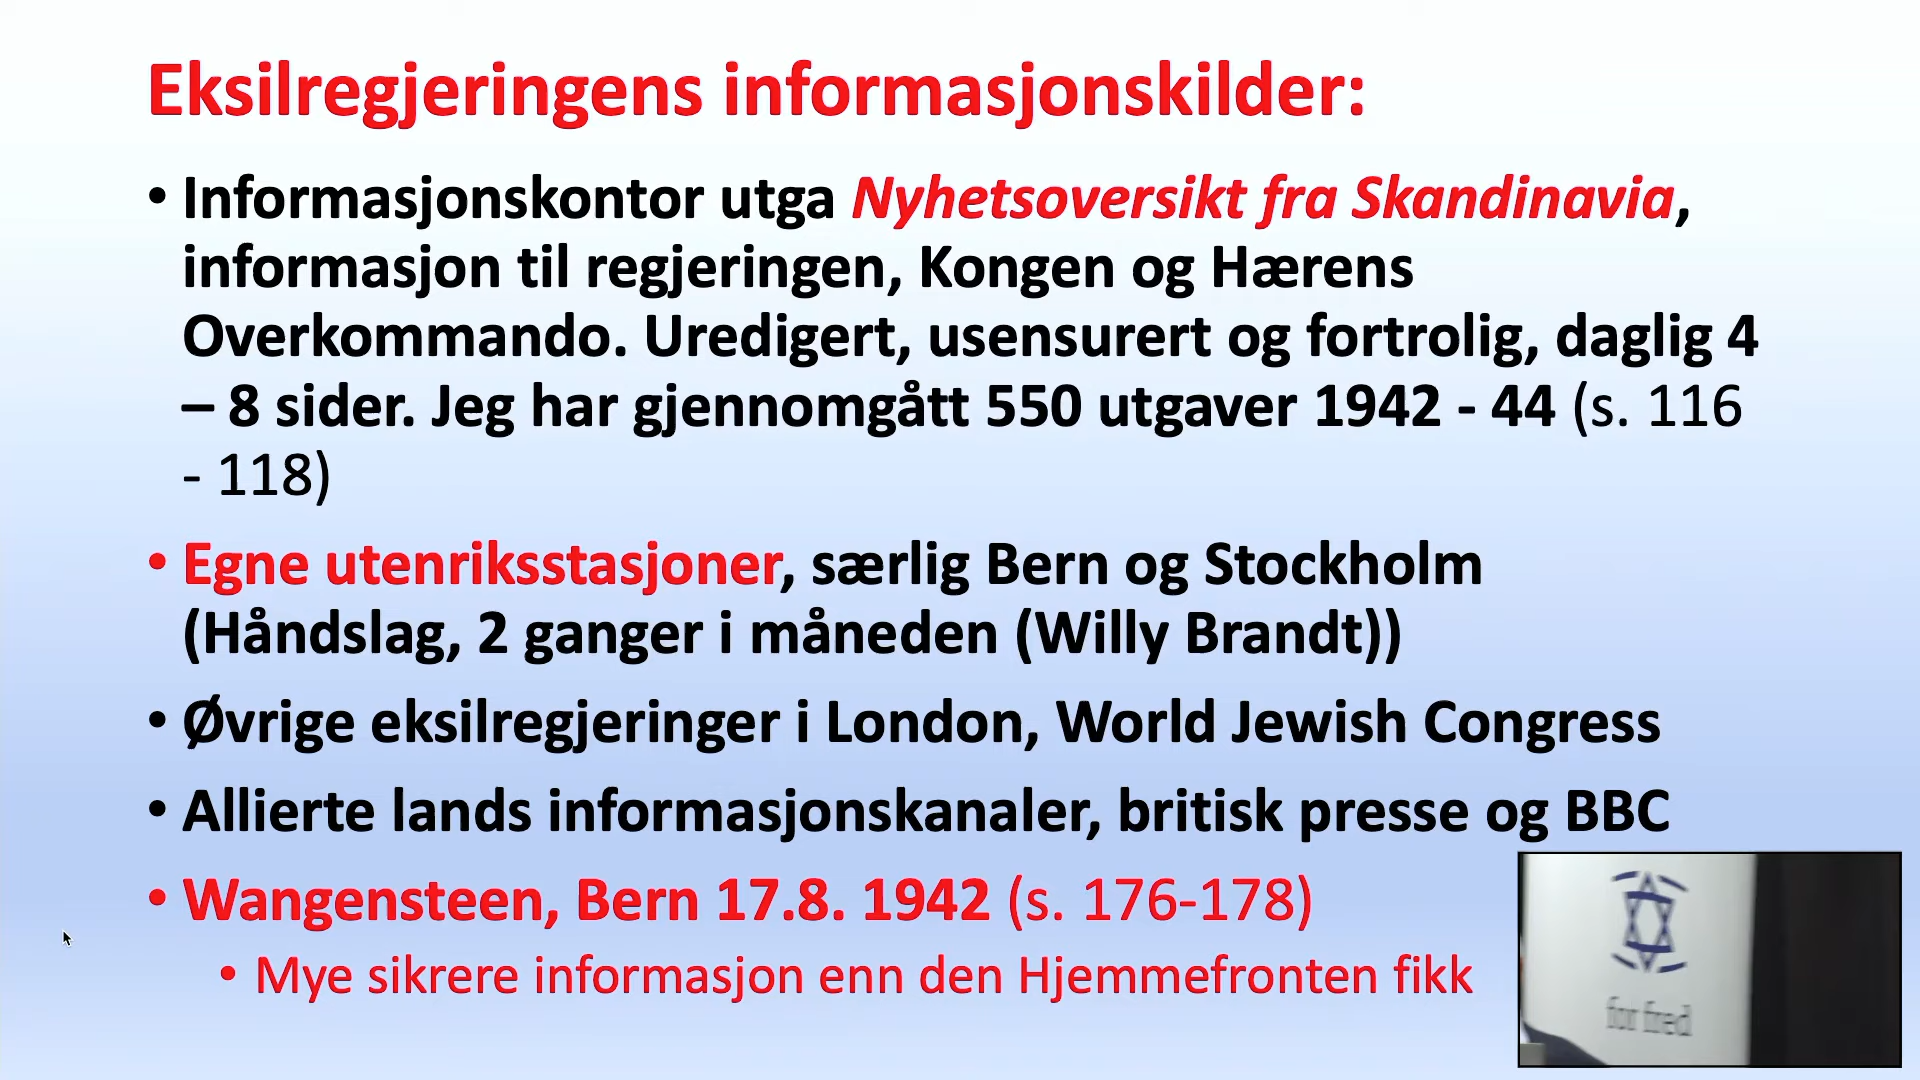 Eksilregjeringens informasjonskilder:
• Informasjonskontor utga Nyhetsoversikt fra Skandinavia,
informasjon til regjeringen, Kongen og Hærens
Overkommando. Uredigert, usensurert og fortrolig, daglig 4
– 8 sider. Jeg har gjennomgått 550 utgaver 1942 - 44 (s. 116
- 118)
• Egne utenriksstasjoner, særlig Bern og Stockholm
(Håndslag, 2 ganger i måneden (Willy Brandt))
• Øvrige eksilregjeringer i London, World Jewish Congress
• Allierte lands informasjonskanaler, britisk presse og BBC
• Wangensteen, Bern 17.8. 1942 (s. 176-178)
• Mye sikrere informasjon enn den Hjemmefronten fikk
for fred